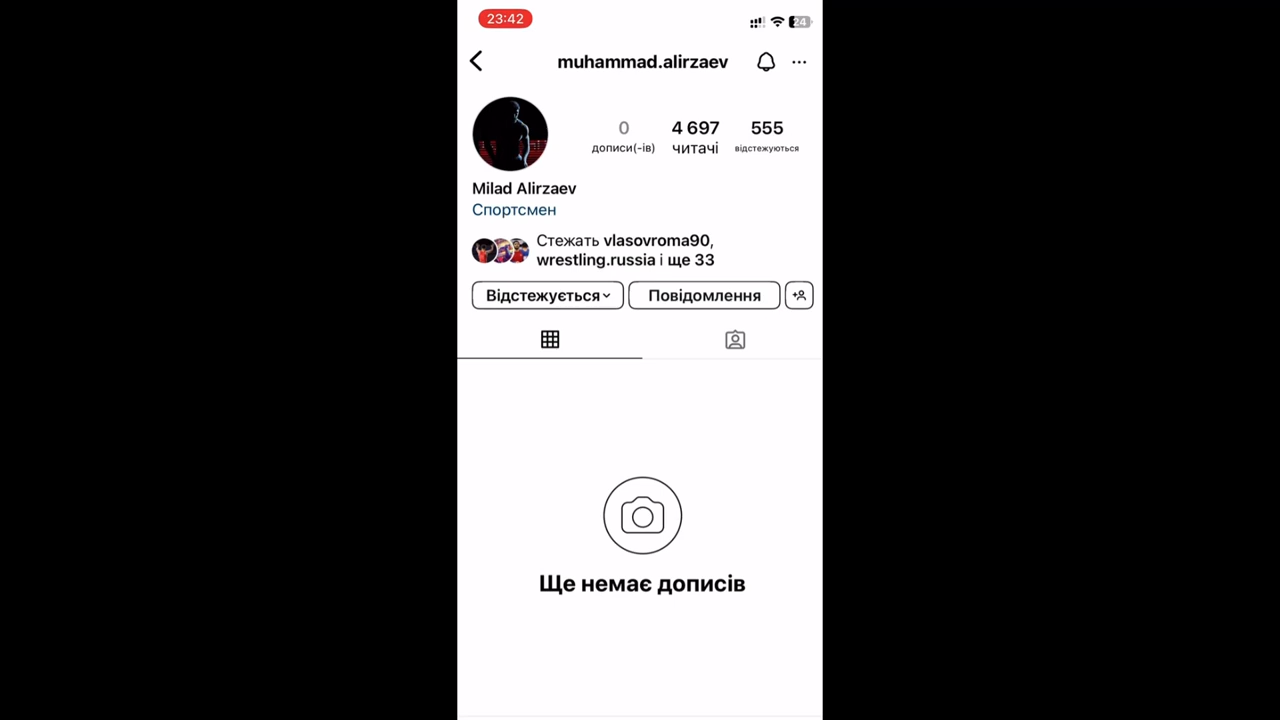 23:42
24
muhammad.alirzaev
0 4 697 555
дописи(-ів) читачі відстежуються
Milad Alirzaev
Спортсмен
Стежать vlasovroma90,
wrestling.russia і ще 33
Відстежується Повідомлення
Ще немає дописів